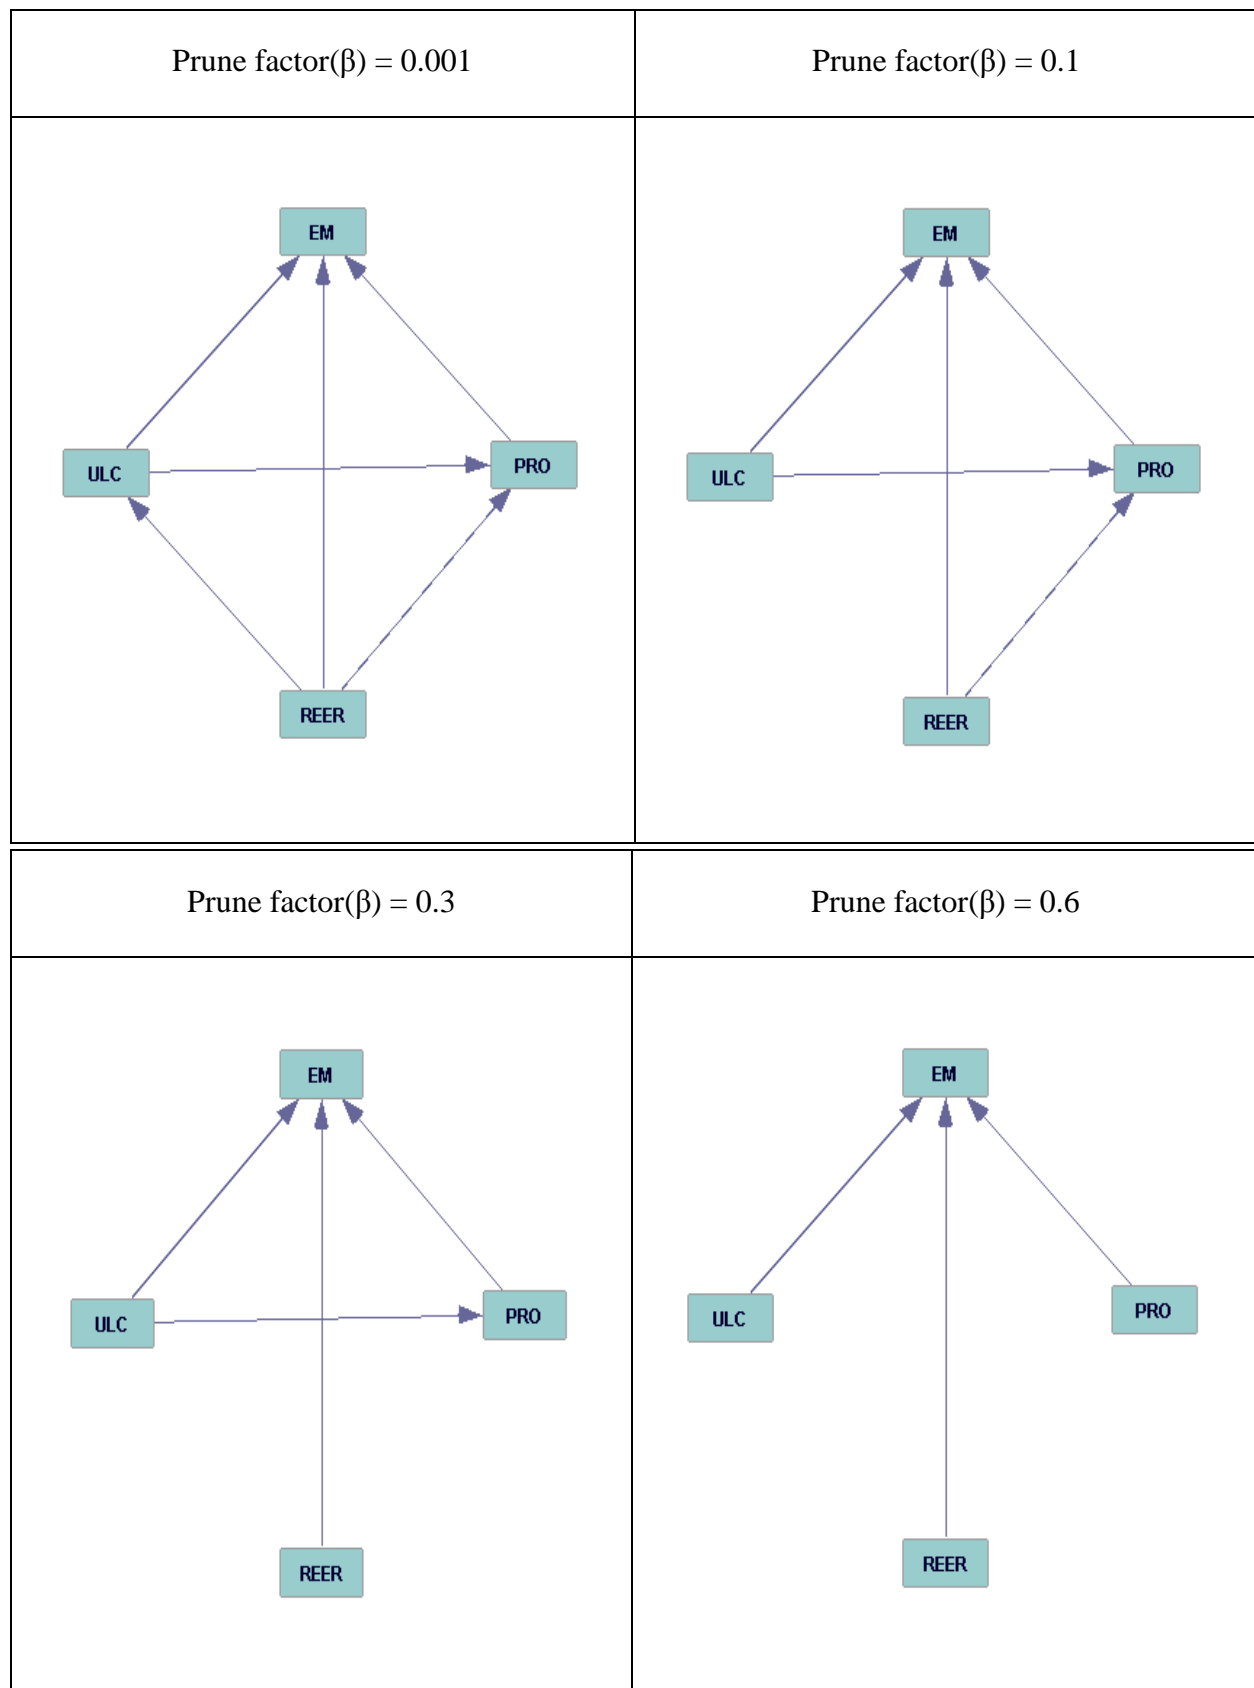 Prune factor(β) = 0.001
Prune factor(β) = 0.1
EM
EM
ULC
PRO
ULC
PRO
REER
REER
Prune factor(β) = 0.3
Prune factor(β) = 0.6
EM
EM
ULC
PRO
ULC
PRO
REER
REER